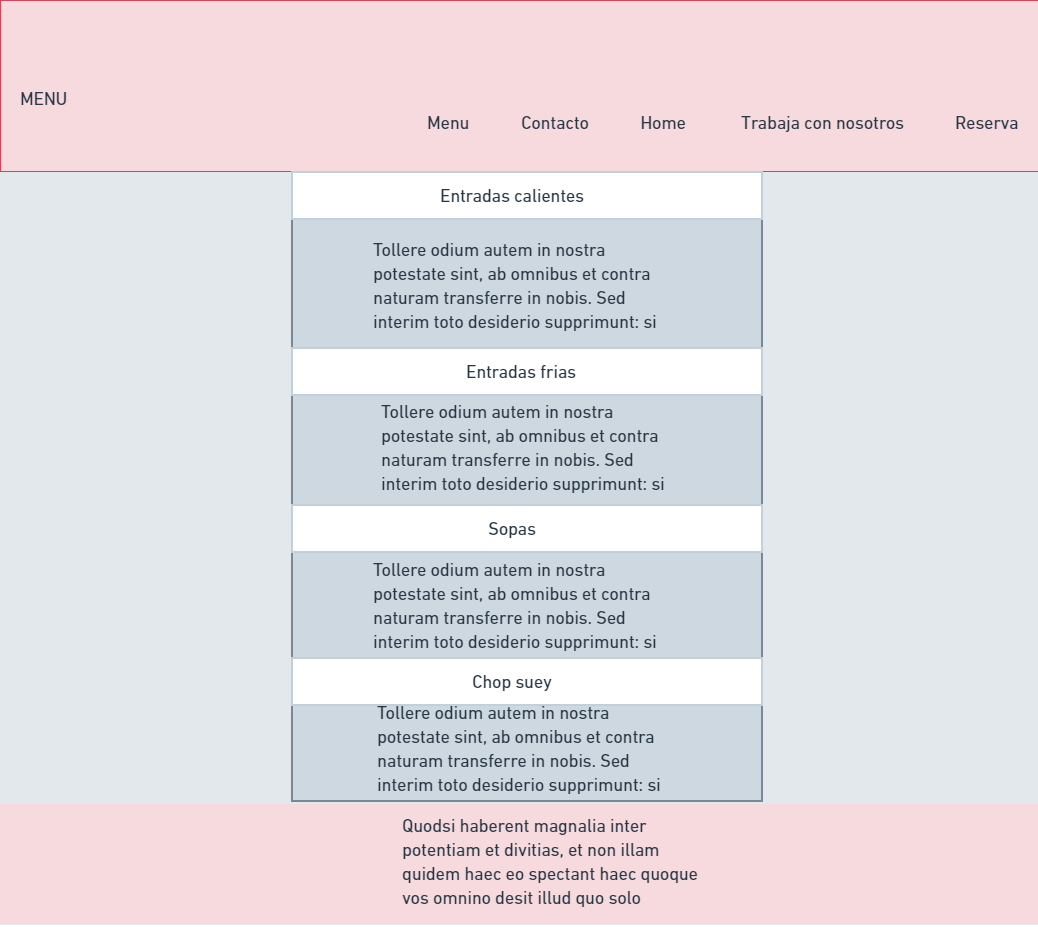 MENU
Menu Contacto Home Trabaja con nosotros Reserva
Entradas calientes
Tollere odium autem in nostra
potestate sint, ab omnibus et contra
naturam transferre in nobis. Sed
interim toto desiderio supprimunt: si
Entradas frias
Tollere odium autem in nostra
potestate sint, ab omnibus et contra
naturam transferre in nobis. Sed
interim toto desiderio supprimunt: si
Sopas
Tollere odium autem in nostra
potestate sint, ab omnibus et contra
naturam transferre in nobis. Sed
interim toto desiderio supprimunt: si
Chop suey
Tollere odium autem in nostra
potestate sint, ab omnibus et contra
naturam transferre in nobis. Sed
interim toto desiderio supprimunt: si
Quodsi haberent magnalia inter
potentiam et divitias, et non illam
quidem haec eo spectant haec quoque
vos omnino desit illud quo solo